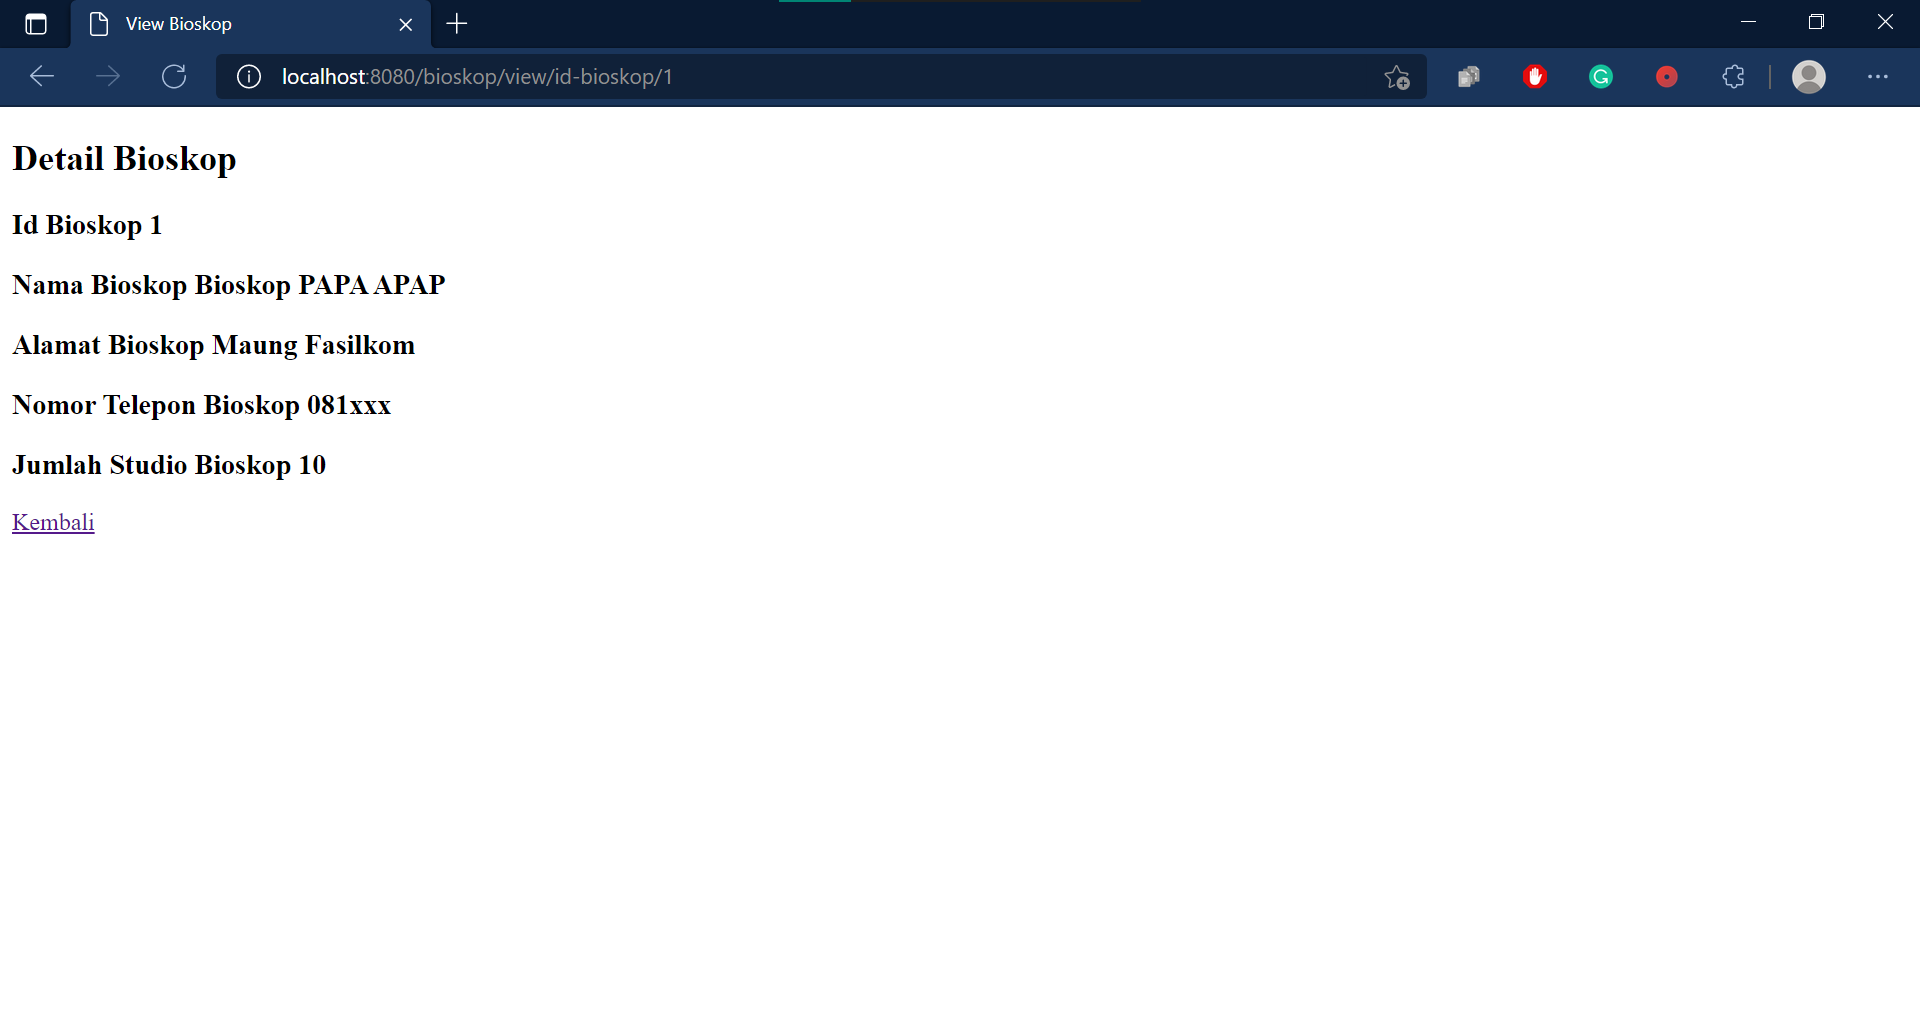 View Bioskop
localhost:8080/bioskop/view/id-bioskop/1
Detail Bioskop
Id Bioskop 1
Nama Bioskop Bioskop PAPA APAP
Alamat Bioskop Maung Fasilkom
Nomor Telepon Bioskop 081xxx
Jumlah Studio Bioskop 10
Kembali